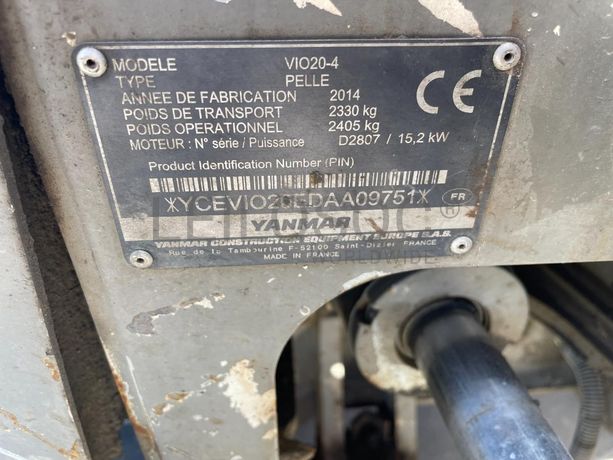 MODELE VIO20-4
TYPE PELLE
ANNEE DE FABRICATION 2014
POIDS DE TRANSPORT 2330 kg
POIDS OPERATIONNEL 2405 kg
MOTEUR : N° série / Puissance D2807 / 15,2 kW
CE
Product Identification Number (PIN)
*YCEVIO20EDAA09751*
FR
YANMAR
YANMAR CONSTRUCTION EQUIPMENT EUROPE S.A.S.
Rue de la Tambourine F-52100 Saint-Dizier FRANCE
MADE IN FRANCE